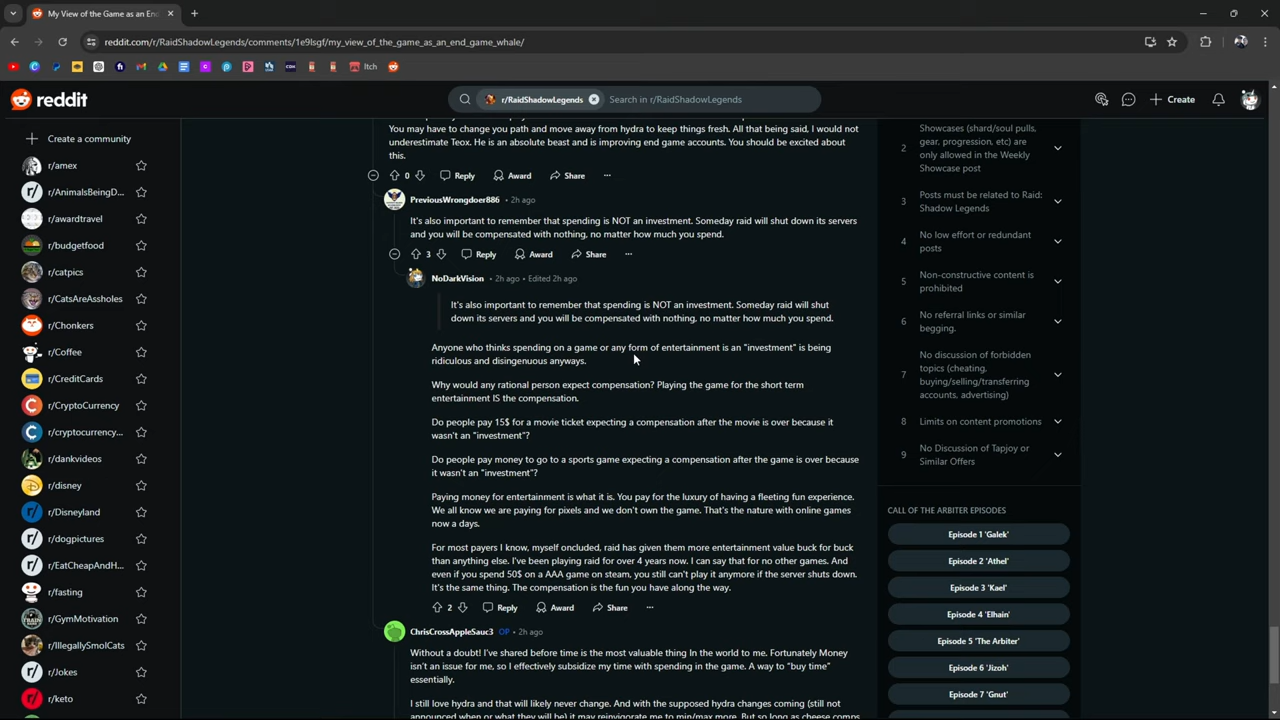 My View of the Game as an En
reddit.com/r/RaidShadowLegends/comments/1e9lsgf/my_view_of_the_game_as_an_end_game_whale/
Itch
reddit
r/RaidShadowLegends
Search in r/RaidShadowLegends
Create
Create a community
r/amex
r/AnimalsBeingD...
r/awardtravel
r/budgetfood
r/catpics
r/CatsAreAssholes
r/Chonkers
r/Coffee
r/CreditCards
r/CryptoCurrency
r/cryptocurrency...
r/dankvideos
r/disney
r/Disneyland
r/dogpictures
r/EatCheapAndH...
r/fasting
r/GymMotivation
r/IllegallySmolCats
r/Jokes
r/keto
You may have to change you path and move away from hydra to keep things fresh. All that being said, I would not
underestimate Teox. He is an absolute beast and is improving end game accounts. You should be excited about
this.
0 Reply Award Share ...
PreviousWrongdoer886 • 2h ago
It's also important to remember that spending is NOT an investment. Someday raid will shut down its servers
and you will be compensated with nothing, no matter how much you spend.
3 Reply Award Share ...
NoDarkVision • 2h ago • Edited 2h ago
It's also important to remember that spending is NOT an investment. Someday raid will shut
down its servers and you will be compensated with nothing, no matter how much you spend.
Anyone who thinks spending on a game or any form of entertainment is an "investment" is being
ridiculous and disingenuous anyways.
Why would any rational person expect compensation? Playing the game for the short term
entertainment IS the compensation.
Do people pay 15$ for a movie ticket expecting a compensation after the movie is over because it
wasn't an "investment"?
Do people pay money to go to a sports game expecting a compensation after the game is over because
it wasn't an "investment"?
Paying money for entertainment is what it is. You pay for the luxury of having a fleeting fun experience.
We all know we are paying for pixels and we don't own the game. That's the nature with online games
now a days.
For most payers I know, myself oncluded, raid has given them more entertainment value buck for buck
than anything else. I've been playing raid for over 4 years now. I can say that for no other games. And
even if you spend 50$ on a AAA game on steam, you still can't play it anymore if the server shuts down.
It's the same thing. The compensation is the fun you have along the way.
2 Reply Award Share ...
ChrisCrossAppleSauc3 OP • 2h ago
Without a doubt! I've shared before time is the most valuable thing In the world to me. Fortunately Money
isn't an issue for me, so I effectively subsidize my time with spending in the game. A way to "buy time"
essentially.
I still love hydra and that will likely never change. And with the supposed hydra changes coming (still not
announced when or what they will be) it may reinvigorate me to min/max more. But so long as cheese comps
2 Showcases (shard/soul pulls,
gear, progression, etc) are
only allowed in the Weekly
Showcase post
3 Posts must be related to Raid:
Shadow Legends
4 No low effort or redundant
posts
5 Non-constructive content is
prohibited
6 No referral links or similar
begging.
7 No discussion of forbidden
topics (cheating,
buying/selling/transferring
accounts, advertising)
8 Limits on content promotions
9 No Discussion of Tapjoy or
Similar Offers
CALL OF THE ARBITER EPISODES
Episode 1 'Galek'
Episode 2 'Athel'
Episode 3 'Kael'
Episode 4 'Elhain'
Episode 5 'The Arbiter'
Episode 6 'Jizoh'
Episode 7 'Gnut'